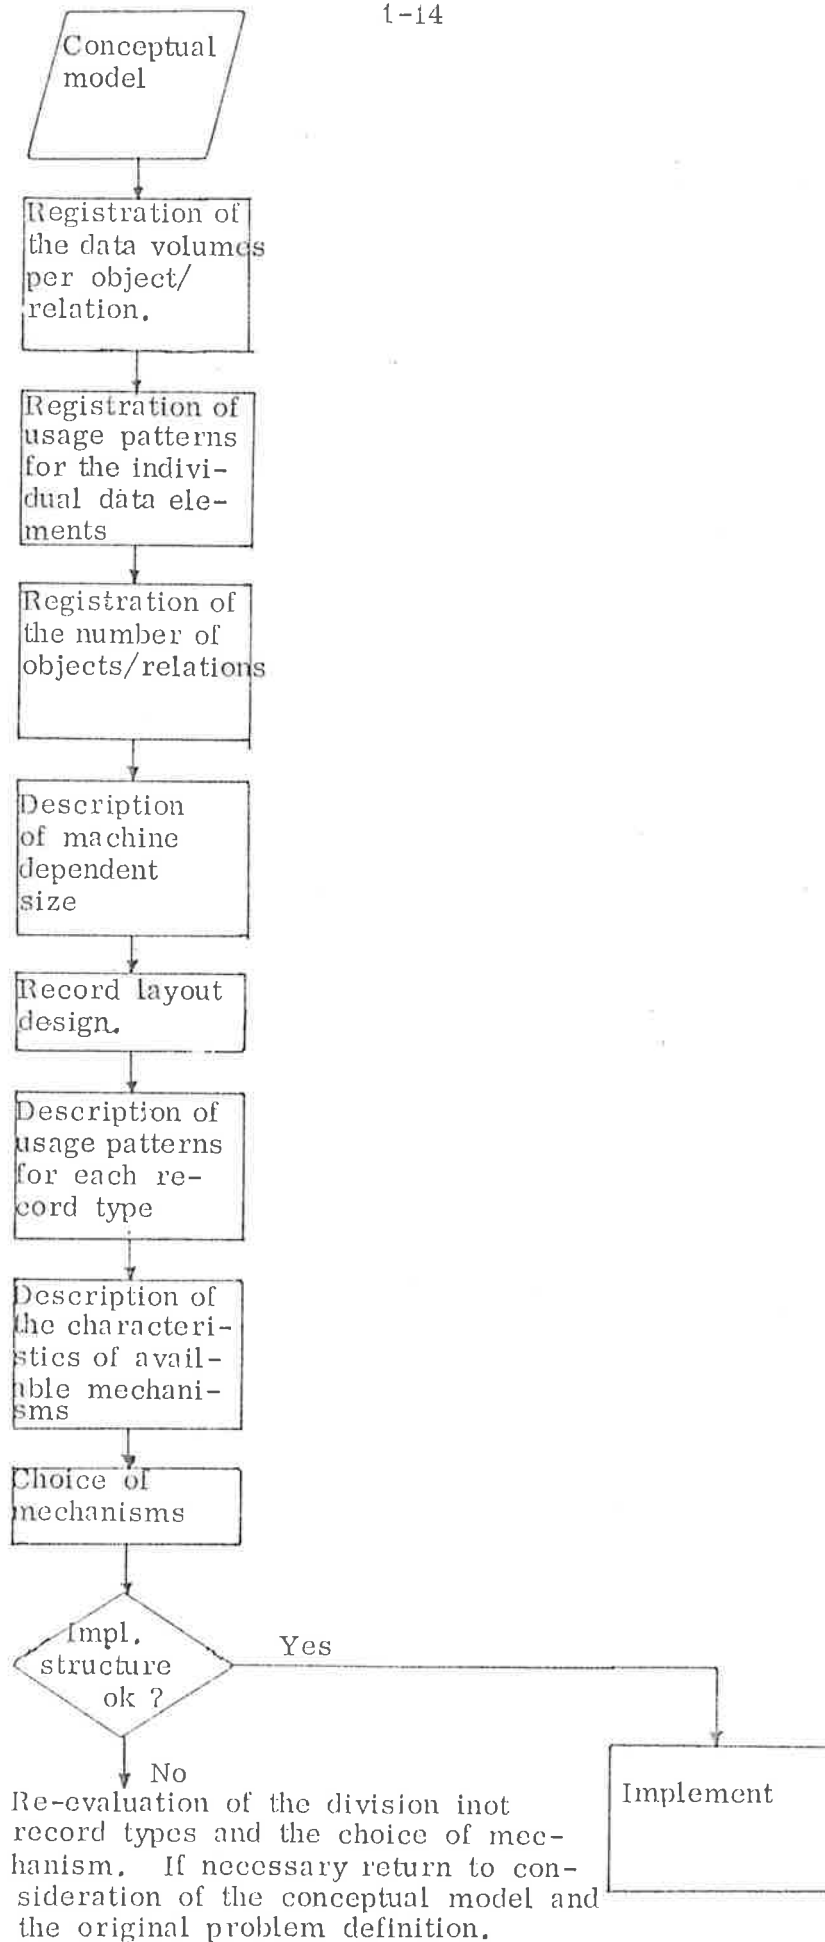 1-14
Conceptual
model
Registration of
the data volumes
per object/
relation.
Registration of
usage patterns
for the indivi-
dual data ele-
ments
Registration of
the number of
objects/relations
Description
of machine
dependent
size
Record layout
design.
Description of
usage patterns
for each re-
cord type
Description of
the characteri-
stics of avail-
able mechani-
sms
Choice of
mechanisms
Impl.
structure
ok ?
Yes
No
Implement
Re-evaluation of the division inot
record types and the choice of mec-
hanism. If necessary return to con-
sideration of the conceptual model and
the original problem definition.